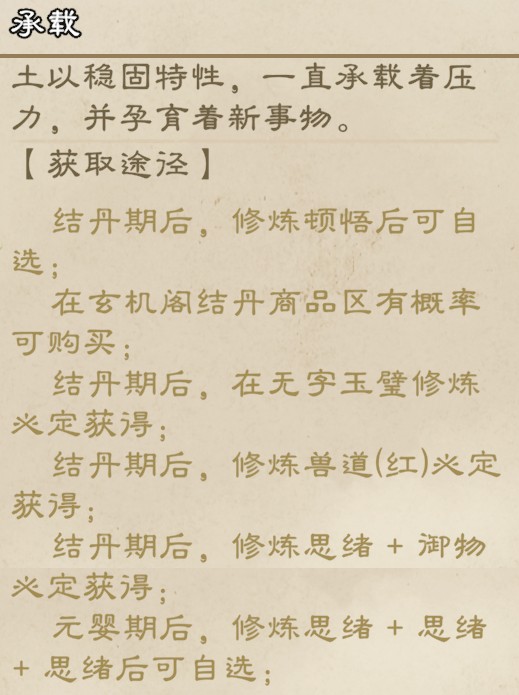 承载
土以稳固特性，一直承载着压
力，并孕育着新事物。
【获取途径】
结丹期后，修炼顿悟后可自
选；
在玄机阁结丹商品区有概率
可购买；
结丹期后，在无字玉璧修炼
必定获得；
结丹期后，修炼兽道(红)必定
获得；
结丹期后，修炼思绪 + 御物
必定获得；
元婴期后，修炼思绪 + 思绪
+ 思绪后可自选；